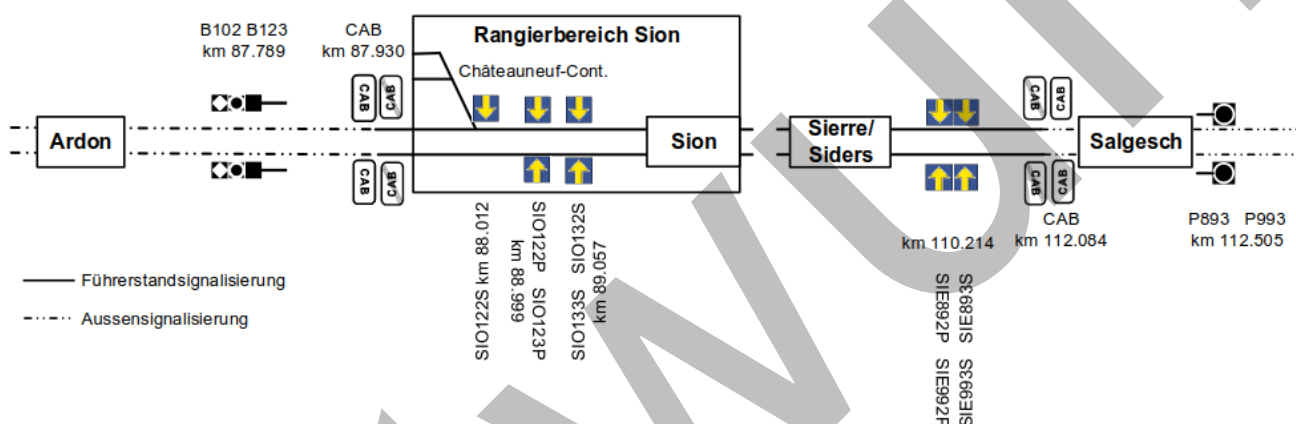 B102 B123
km 87.789
CAB
km 87.930
Rangierbereich Sion
Châteauneuf-Cont.
CAB
CAB
CAB
CAB
Ardon
Sion
Sierre/
Siders
Salgesch
CAB
CAB
CAB
CAB
SIO122S km 88.012
SIO122P SIO123P
km 88.999
SIO133S SIO132S
km 89.057
km 110.214
SIE892P SIE992P
SIE893S SIE993S
CAB
km 112.084
P893 P993
km 112.505
Führerstandsignalisierung
Aussensignalisierung